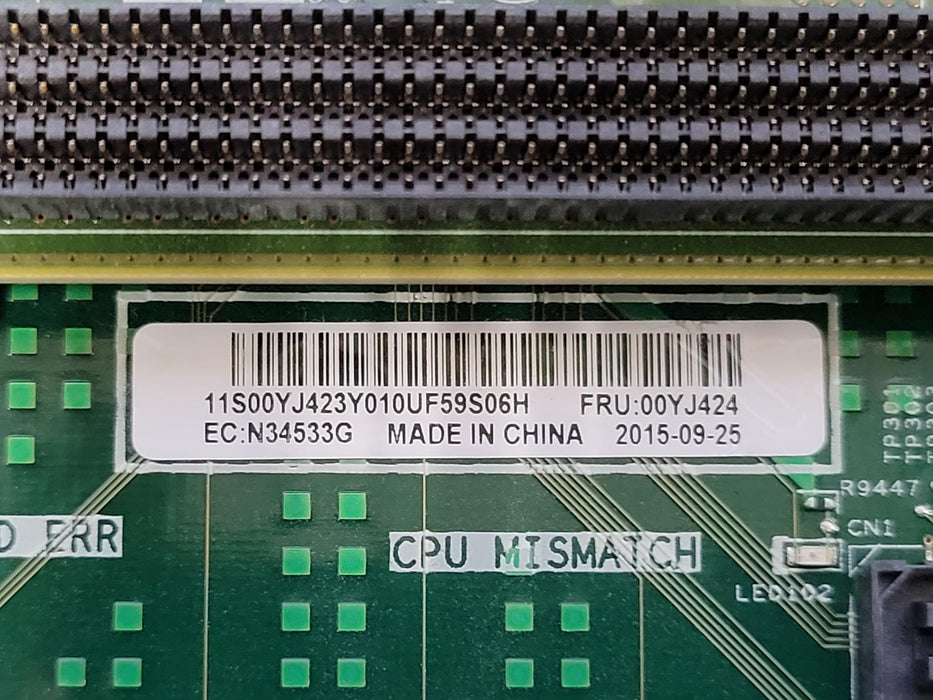 11S00YJ423Y010UF59S06H FRU:00YJ424
EC:N34533G MADE IN CHINA 2015-09-25
TP301
TP302
R9447
CN1
D ERR
CPU MISMATCH
LED102